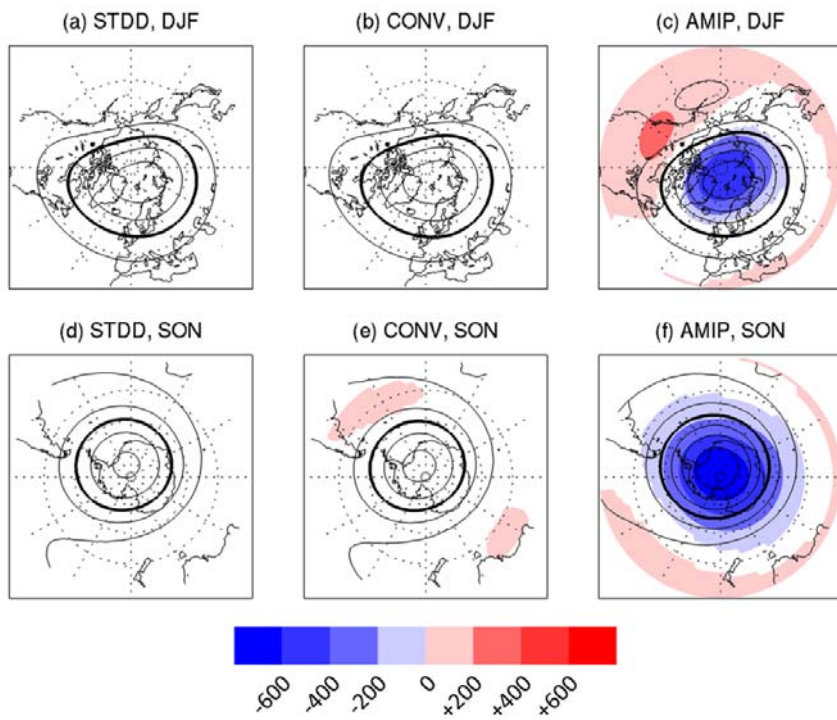 (a) STDD, DJF
(b) CONV, DJF
(c) AMIP, DJF
(d) STDD, SON
(e) CONV, SON
(f) AMIP, SON
-600
-400
-200
0
+200
+400
+600